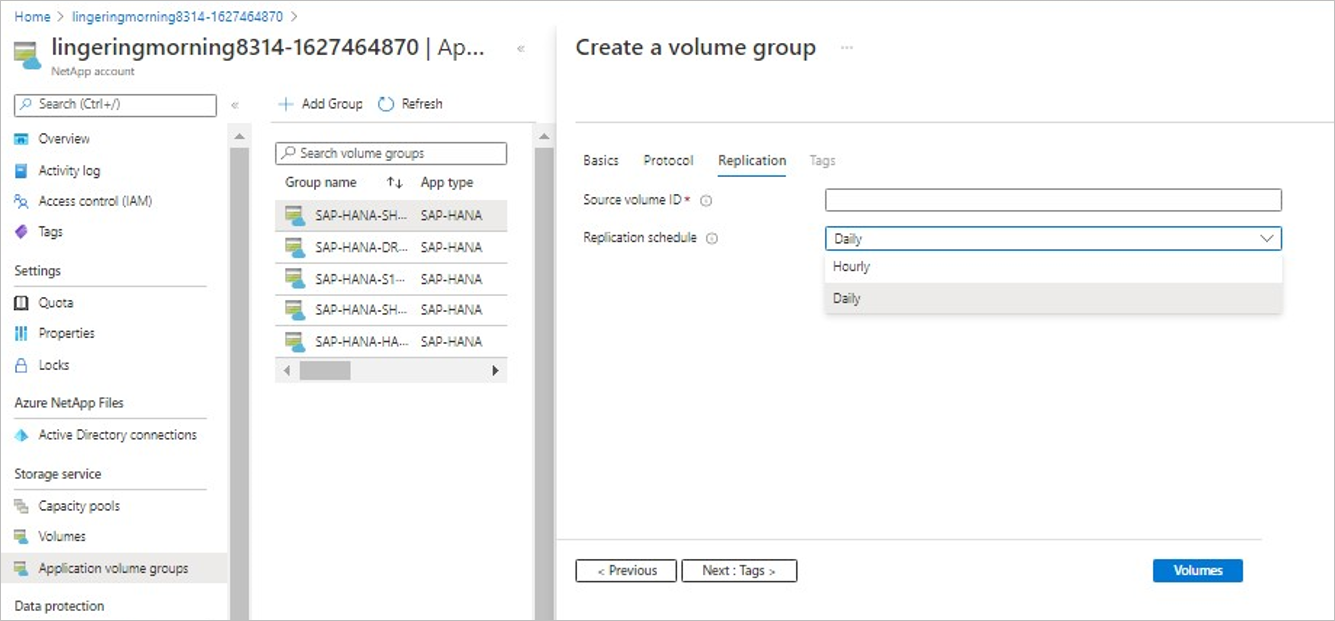 Home > lingeringmorning8314-1627464870 >
lingeringmorning8314-1627464870 | Ap...
NetApp account
Search (Ctrl+/)
Overview
Activity log
Access control (IAM)
Tags
Settings
Quota
Properties
Locks
Azure NetApp Files
Active Directory connections
Storage service
Capacity pools
Volumes
Application volume groups
Data protection
Add Group Refresh
Search volume groups
Group name App type
SAP-HANA-SH... SAP-HANA
SAP-HANA-DR... SAP-HANA
SAP-HANA-S1... SAP-HANA
SAP-HANA-SH... SAP-HANA
SAP-HANA-HA... SAP-HANA
Create a volume group ...
Basics Protocol Replication Tags
Source volume ID *
Replication schedule Daily
Hourly
Daily
< Previous Next : Tags > Volumes